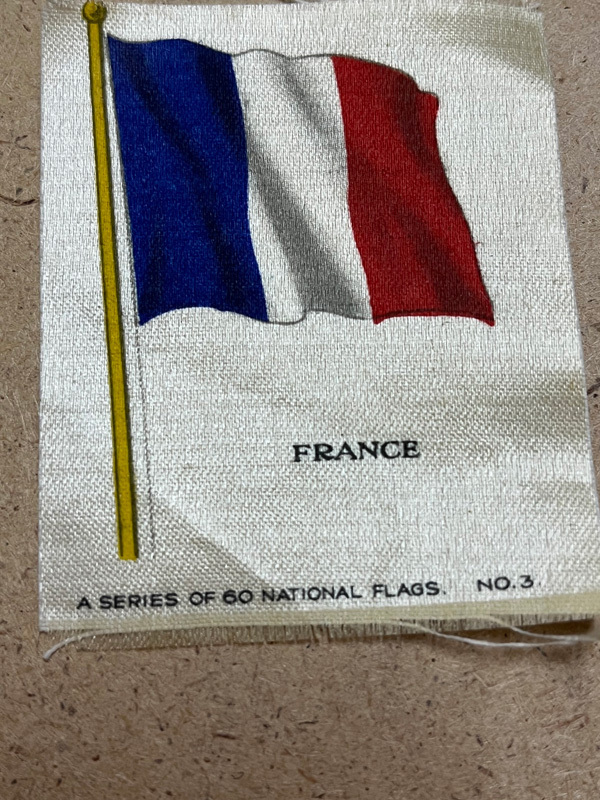 FRANCE
A SERIES OF 60 NATIONAL FLAGS. NO. 3.